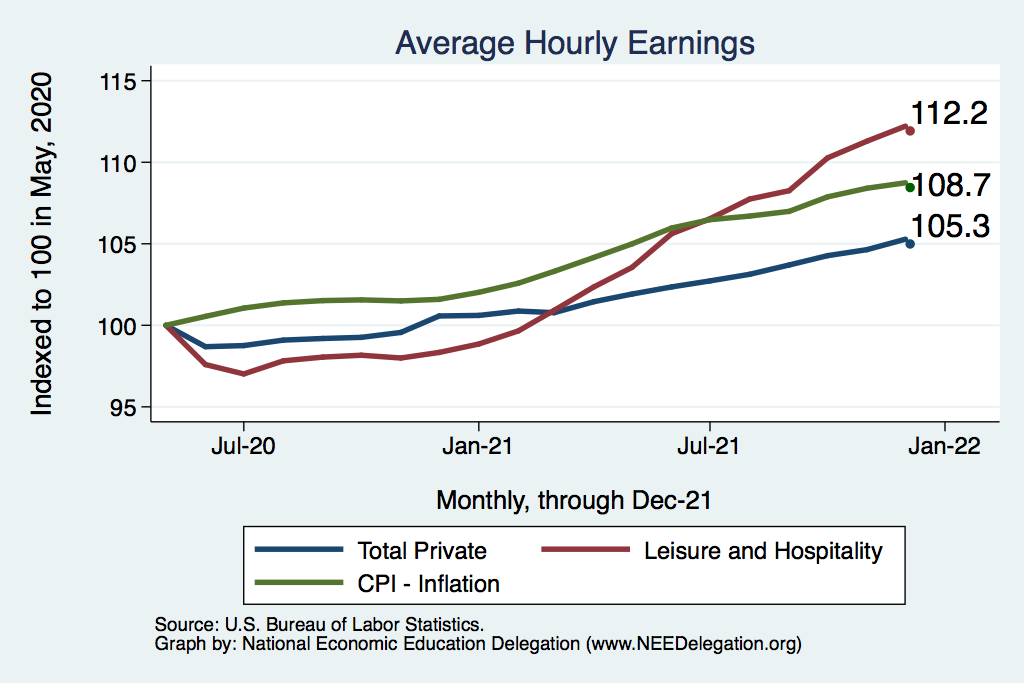 Average Hourly Earnings
Indexed to 100 in May, 2020
115
110
105
100
95
112.2
108.7
105.3
Jul-20 Jan-21 Jul-21 Jan-22
Monthly, through Dec-21
Total Private Leisure and Hospitality
CPI - Inflation
Source: U.S. Bureau of Labor Statistics.
Graph by: National Economic Education Delegation (www.NEEDelegation.org)